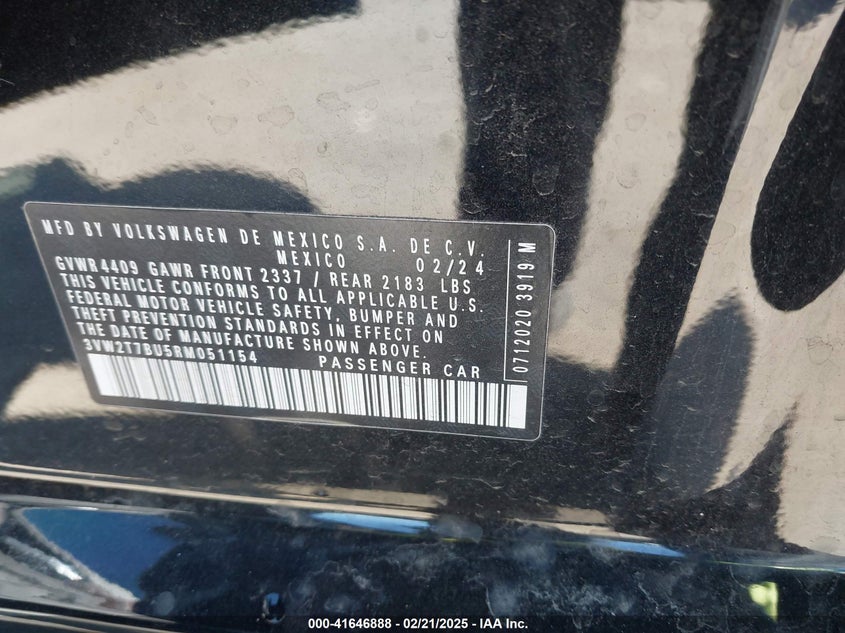 MFD BY VOLKSWAGEN DE MEXICO S.A. DE C.V.
MEXICO 02/24
GVWR4409 GAWR FRONT 2337 / REAR 2183 LBS
THIS VEHICLE CONFORMS TO ALL APPLICABLE U.S.
FEDERAL MOTOR VEHICLE SAFETY, BUMPER AND
THEFT PREVENTION STANDARDS IN EFFECT ON
THE DATE OF MANUFACTURE SHOWN ABOVE.
3VW2T7BU5RM051154 PASSENGER CAR
0712020 3919 M
000-41646888 - 02/21/2025 - IAA Inc.